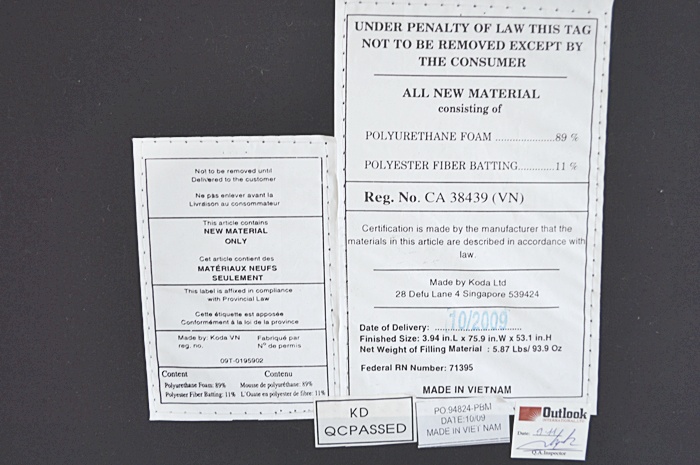 UNDER PENALTY OF LAW THIS TAG
NOT TO BE REMOVED EXCEPT BY
THE CONSUMER
ALL NEW MATERIAL
consisting of
POLYURETHANE FOAM ..................89 %
POLYESTER FIBER BATTING............11 %
Reg. No. CA 38439 (VN)
Certification is made by the manufacturer that the
materials in this article are described in accordance with
law.
Made by Koda Ltd
28 Defu Lane 4 Singapore 539424
Date of Delivery: ......10/2009......
Finished Size: 3.94 in.L x 75.9 in.W x 53.1 in.H
Net Weight of Filling Material : 5.87 Lbs/ 93.9 Oz
Federal RN Number: 71395
MADE IN VIETNAM
Not to be removed until
Delivered to the customer
Ne pas enlever avant la
Livraison au consommateur
This article contains
NEW MATERIAL
ONLY
Cet article contient des
MATÉRIAUX NEUFS
SEULEMENT
This label is affixed in compliance
with Provincial Law
Cette étiquette est apposée
Conformément à la loi de la province
Made by: Koda VN Fabriqué par
reg. no. N° de permis
09T-0195902
Content Contenu
Polyurethane Foam 89% Mousse de polyuréthane 89%
Polyester Fiber Batting 11% L'Ouate en polyester de fibre 11%
KD
QCPASSED
PO.94824-PBM
DATE:10/09
MADE IN VIET NAM
Outlook
INTERNATIONAL
Date:
Q.A. Inspector